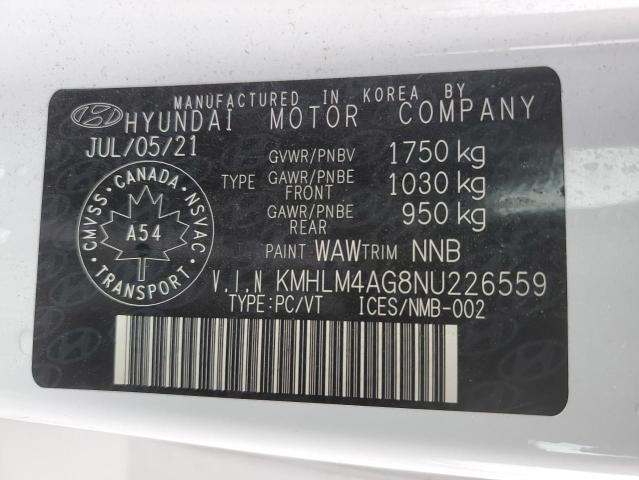 MANUFACTURED IN KOREA BY
HYUNDAI MOTOR COMPANY
JUL/05/21
GVWR/PNBV 1750 kg
TYPE GAWR/PNBE FRONT 1030 kg
GAWR/PNBE REAR 950 kg
CANADA
CMVSS NSVAC
A54
TRANSPORT
PAINT WAW TRIM NNB
V.I.N KMHLM4AG8NU226559
TYPE:PC/VT ICES/NMB-002